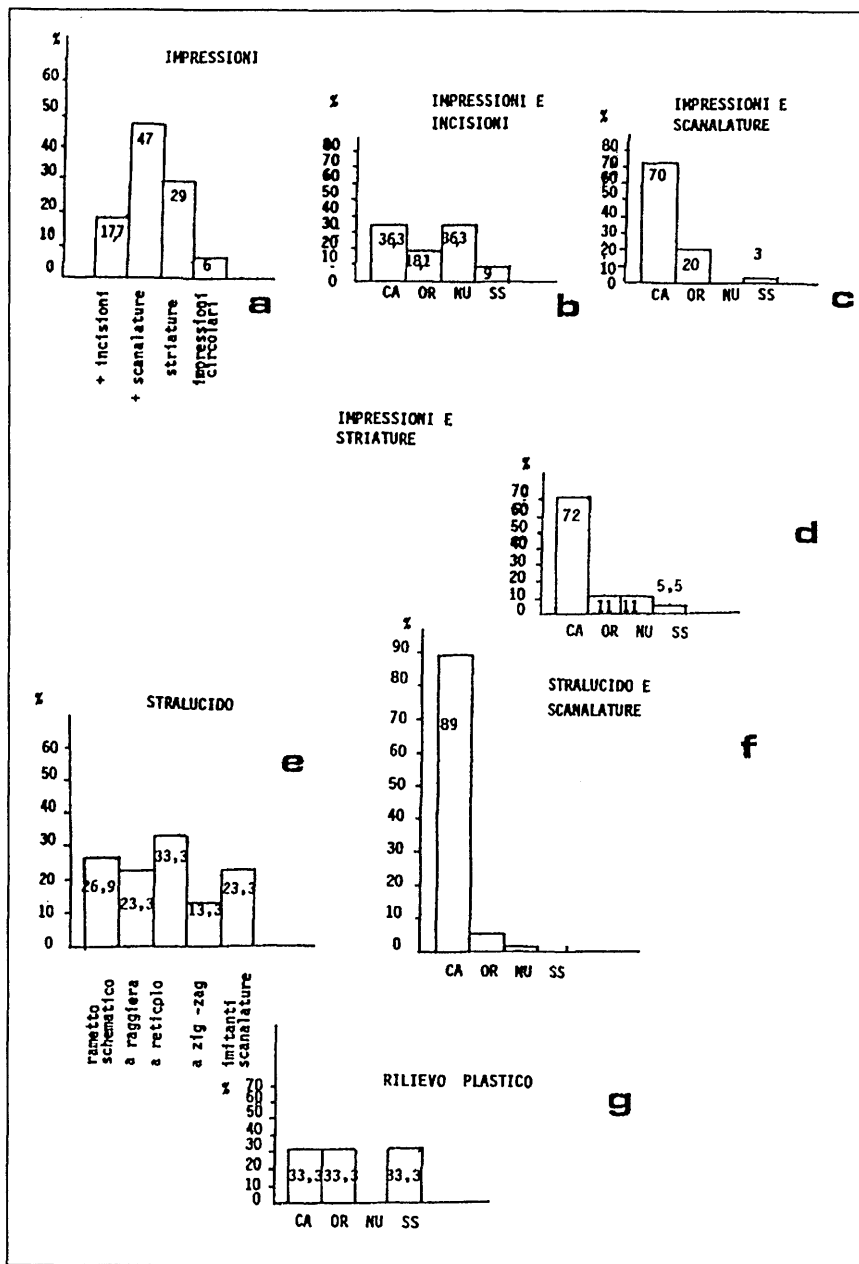 %
IMPRESSIONI
60
50
40
30
20
10
0
17,7
47
29
6
+ incisioni
+ scanalature
striature
impressioni
circolari
a
%
IMPRESSIONI E
INCISIONI
80
70
60
50
40
30
20
10
0
36,3
18,1
36,3
9
CA OR NU SS
b
%
IMPRESSIONI E
SCANALATURE
80
70
60
50
40
30
20
10
0
70
20
3
CA OR NU SS
c
IMPRESSIONI E
STRIATURE
%
70
60
50
40
30
20
10
0
72
11
11
5,5
CA OR NU SS
d
%
STRALUCIDO
60
50
40
30
20
10
0
26,9
23,3
33,3
13,3
23,3
rametto
schematico
a raggiera
a reticolo
a zig -zag
imitanti
scanalature
e
%
STRALUCIDO E
SCANALATURE
90
80
70
60
50
40
30
20
10
0
89
CA OR NU SS
f
%
RILIEVO PLASTICO
70
60
50
40
30
20
10
0
33,3
33,3
33,3
CA OR NU SS
g